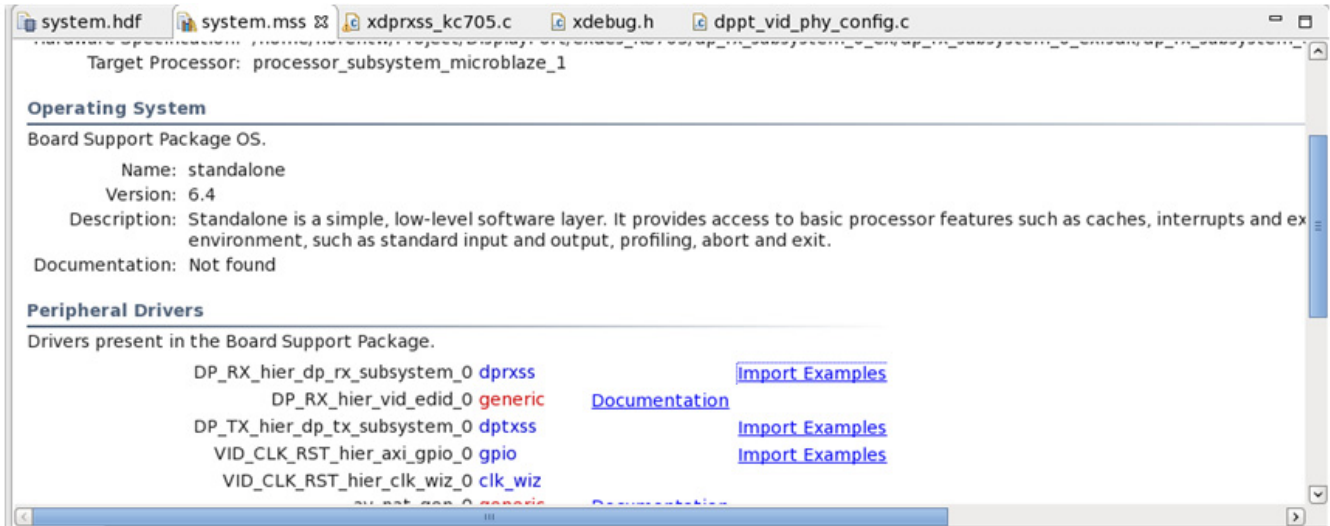 system.hdf system.mss xdprxss_kc705.c xdebug.h dppt_vid_phy_config.c
Target Processor: processor_subsystem_microblaze_1
Operating System
Board Support Package OS.
Name: standalone
Version: 6.4
Description: Standalone is a simple, low-level software layer. It provides access to basic processor features such as caches, interrupts and ex
environment, such as standard input and output, profiling, abort and exit.
Documentation: Not found
Peripheral Drivers
Drivers present in the Board Support Package.
DP_RX_hier_dp_rx_subsystem_0 dprxss Import Examples
DP_RX_hier_vid_edid_0 generic Documentation
DP_TX_hier_dp_tx_subsystem_0 dptxss Import Examples
VID_CLK_RST_hier_axi_gpio_0 gpio Import Examples
VID_CLK_RST_hier_clk_wiz_0 clk_wiz